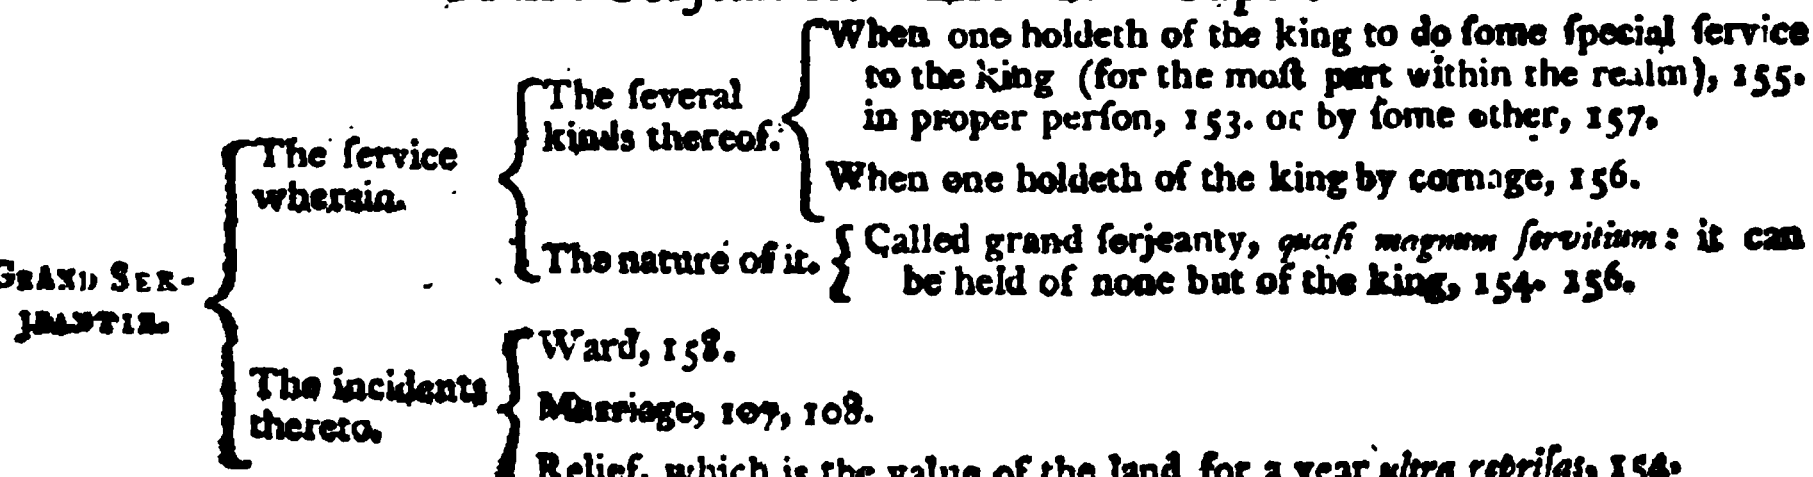 When one holdeth of the king to do ſome ſpecial ſervice
to the king (for the moſt part within the realm), 155.
in proper perſon, 153. or by ſome other, 157.
The ſeveral
kinds thereof.
The ſervice
wherein.
When one holdeth of the king by cornage, 156.
The nature of it.
Called grand ſerjeanty, quaſi magnum ſervitium: it can
be held of none but of the king, 154. 156.
GRAND SER-
JEANTIE.
The incidents
thereto.
Ward, 158.
Marriage, 107, 108.
Relief, which is the value of the land for a year ultra repriſas, 154.